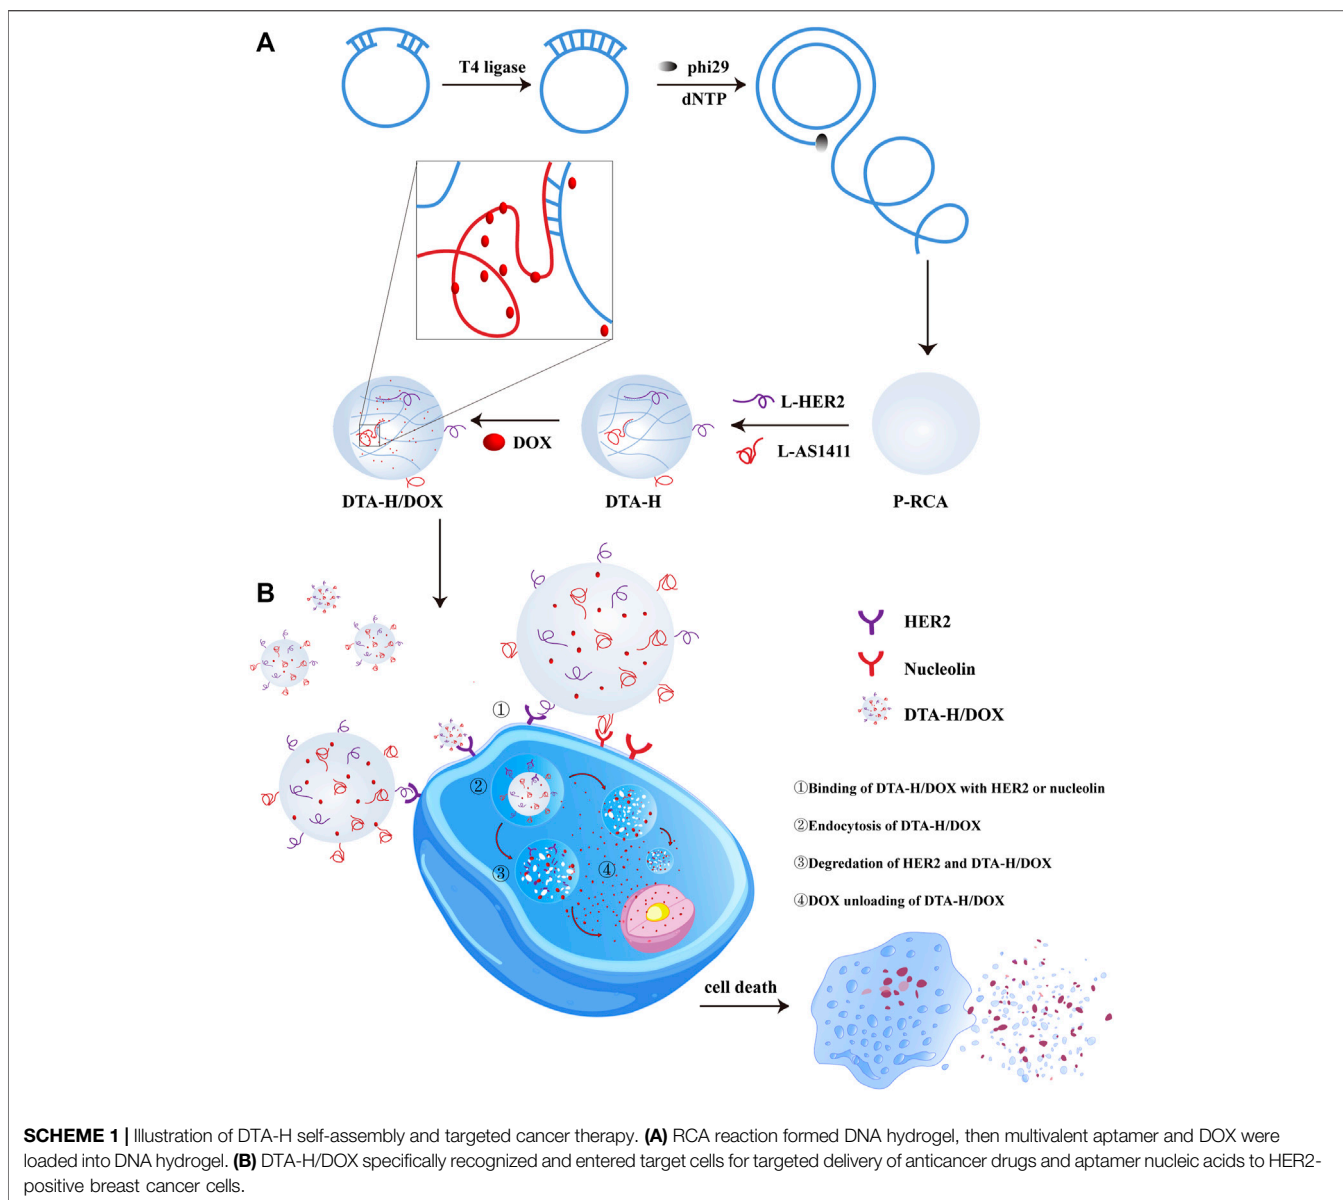 A
T4 ligase
phi29
dNTP
L-HER2
L-AS1411
DOX
DTA-H/DOX
DTA-H
P-RCA
B
HER2
Nucleolin
DTA-H/DOX
①
②
③
④
①Binding of DTA-H/DOX with HER2 or nucleolin
②Endocytosis of DTA-H/DOX
③Degredation of HER2 and DTA-H/DOX
④DOX unloading of DTA-H/DOX
cell death
SCHEME 1 | Illustration of DTA-H self-assembly and targeted cancer therapy. (A) RCA reaction formed DNA hydrogel, then multivalent aptamer and DOX were
loaded into DNA hydrogel. (B) DTA-H/DOX specifically recognized and entered target cells for targeted delivery of anticancer drugs and aptamer nucleic acids to HER2-
positive breast cancer cells.